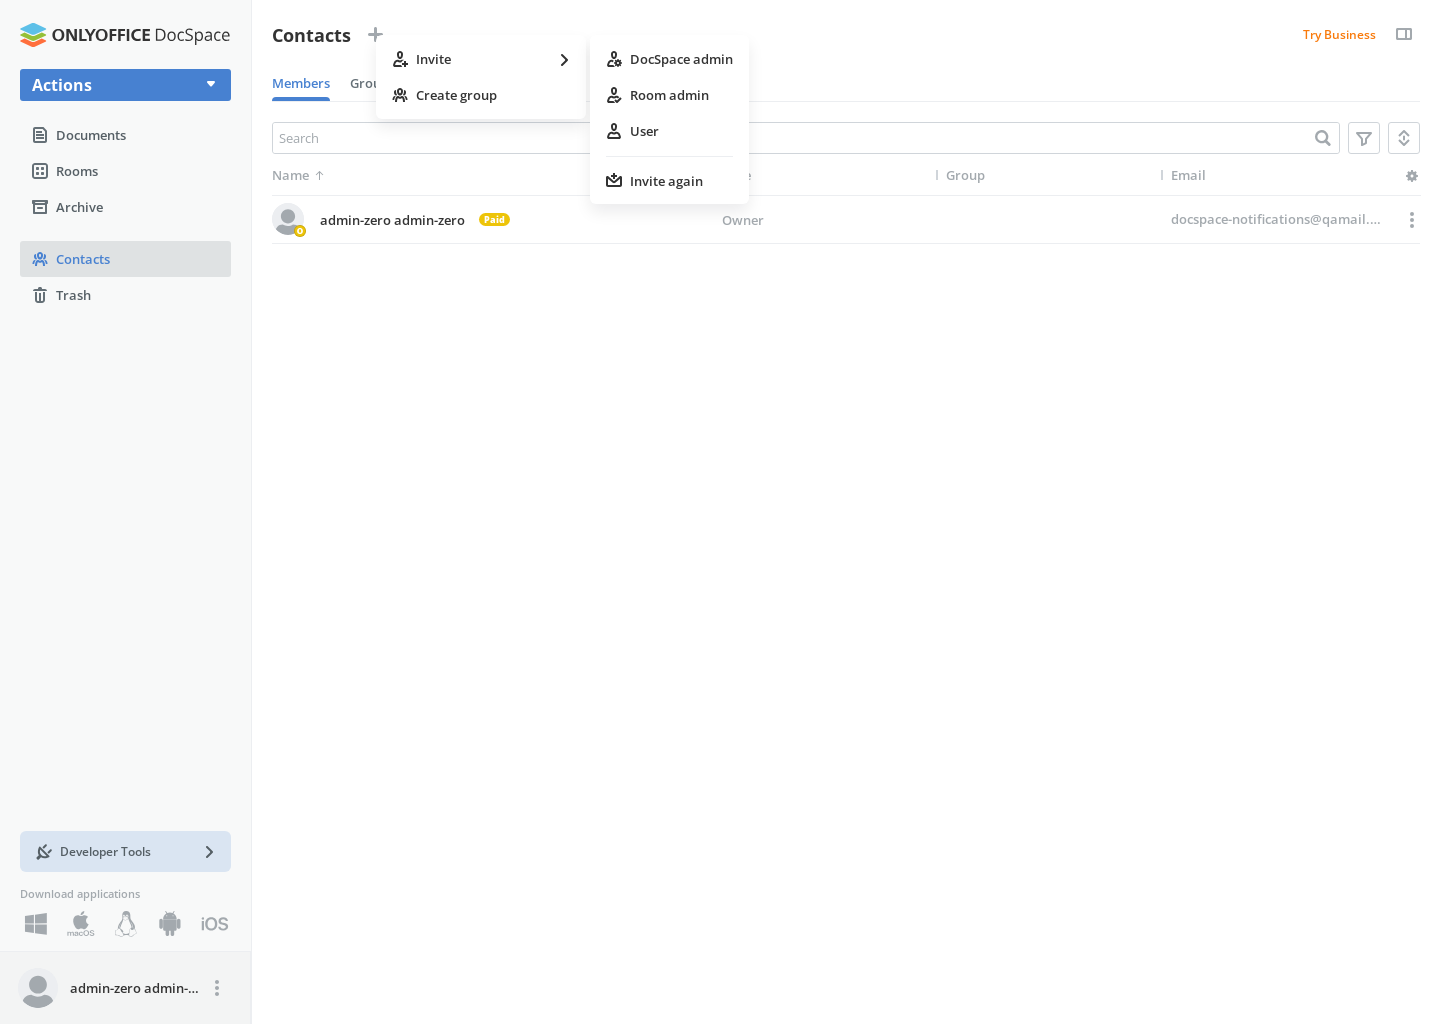 ONLYOFFICE DocSpace
Actions
Documents
Rooms
Archive
Contacts
Trash
Developer Tools
Download applications
macOS
iOS
admin-zero admin-...
Contacts
Try Business
Members
Invite
Create group
DocSpace admin
Room admin
User
Invite again
Search
Name
Group
Email
admin-zero admin-zero
Paid
Owner
docspace-notifications@qamail....